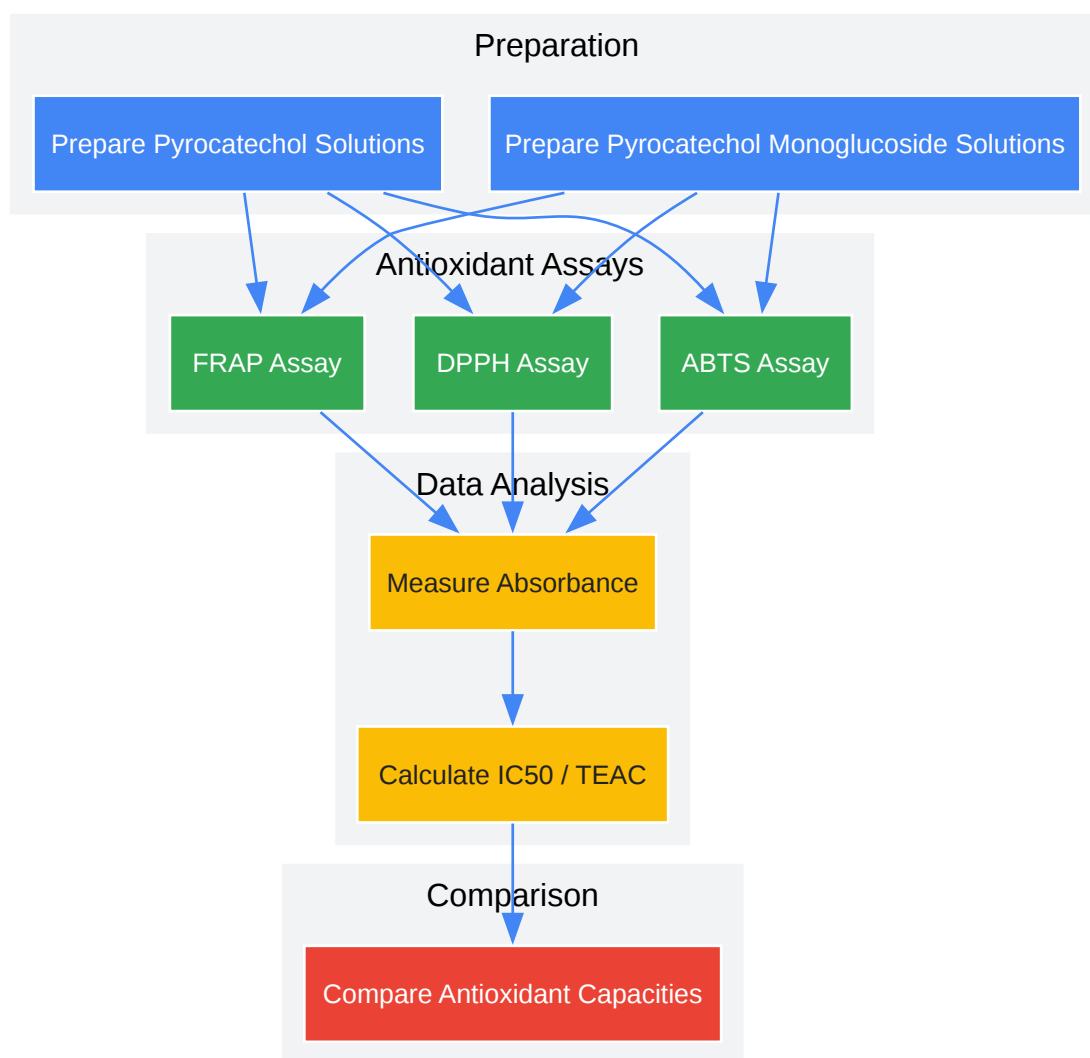 Preparation
Prepare Pyrocatechol Solutions
Prepare Pyrocatechol Monoglucoside Solutions
Antioxidant Assays
FRAP Assay
DPPH Assay
ABTS Assay
Data Analysis
Measure Absorbance
Calculate IC50 / TEAC
Comparison
Compare Antioxidant Capacities